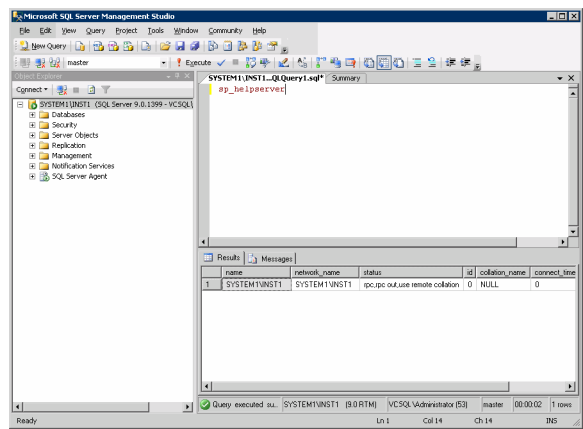 Microsoft SQL Server Management Studio
File Edit View Query Project Tools Window Community Help
New Query
master Execute
Object Explorer
SYSTEM1\INST1...QLQuery1.sql* Summary
Connect
sp_helpserver
SYSTEM1\INST1 (SQL Server 9.0.1399 - VCSQL\
Databases
Security
Server Objects
Replication
Management
Notification Services
SQL Server Agent
Results Messages
name network_name status id collation_name connect_time
1 SYSTEM1\INST1 SYSTEM1\INST1 rpc,rpc out,use remote collation 0 NULL 0
Query executed su... SYSTEM1\INST1 (9.0 RTM) VCSQL\Administrator (53) master 00:00:02 1 rows
Ready Ln 1 Col 14 Ch 14 INS